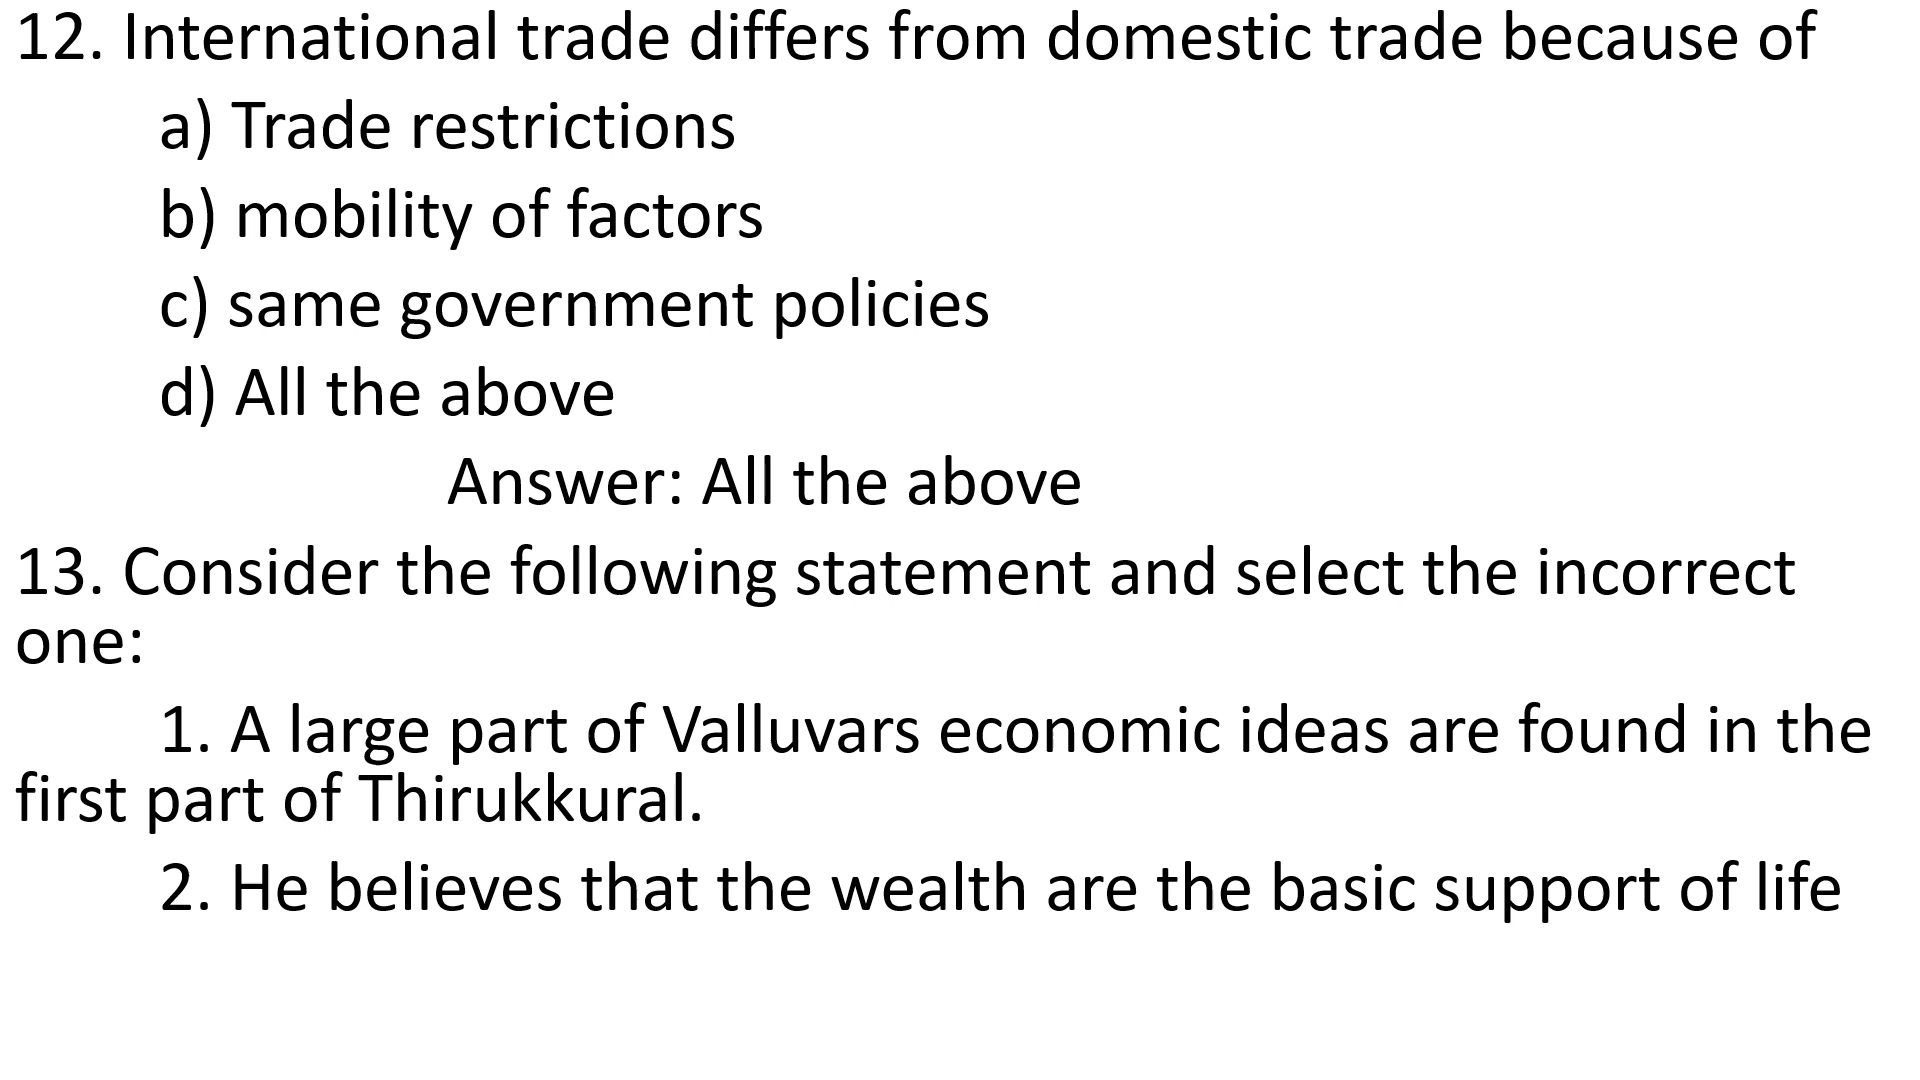 12. International trade differs from domestic trade because of
a) Trade restrictions
b) mobility of factors
c) same government policies
d) All the above
Answer: All the above
13. Consider the following statement and select the incorrect
one:
1. A large part of Valluvars economic ideas are found in the
first part of Thirukkural.
2. He believes that the wealth are the basic support of life